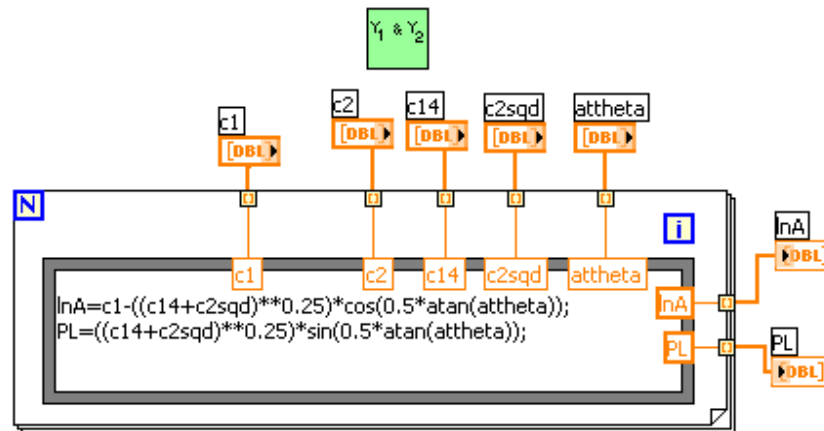 Y1 & Y2
c1
c2
c14
c2sqd
attheta
[DBL]
[DBL]
[DBL]
[DBL]
[DBL]
N
i
c1
c2
c14
c2sqd
attheta
lnA=c1-((c14+c2sqd)**0.25)*cos(0.5*atan(attheta));
PL=((c14+c2sqd)**0.25)*sin(0.5*atan(attheta));
lnA
PL
lnA
DBL]
PL
DBL]